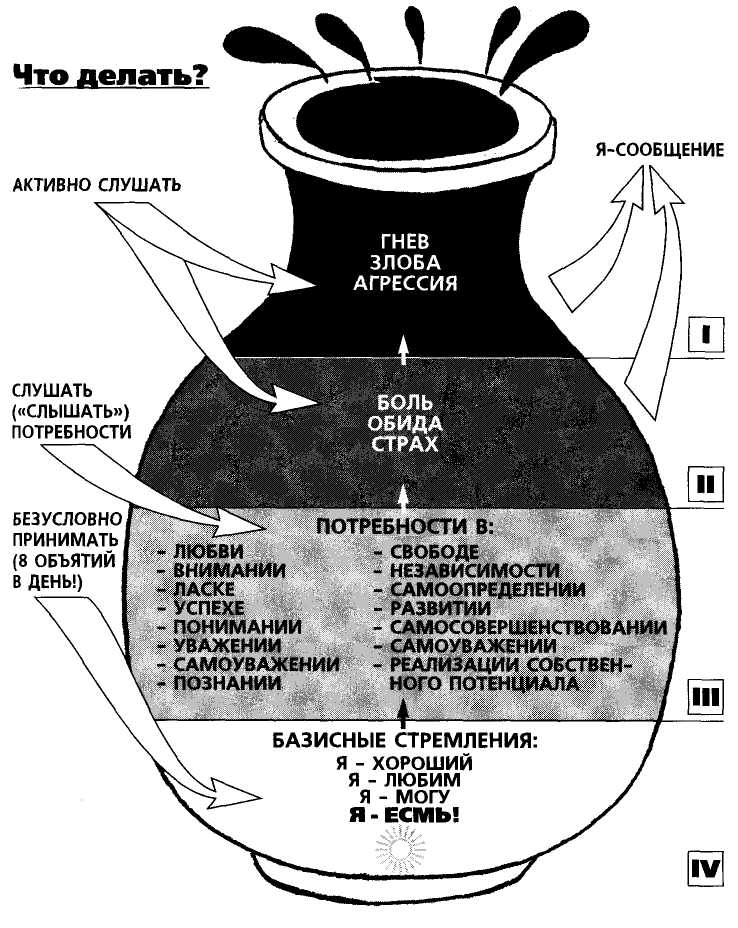 Что делать?
АКТИВНО СЛУШАТЬ
Я-СООБЩЕНИЕ
ГНЕВ
ЗЛОБА
АГРЕССИЯ
I
СЛУШАТЬ
(«СЛЫШАТЬ»)
ПОТРЕБНОСТИ
БОЛЬ
ОБИДА
СТРАХ
II
БЕЗУСЛОВНО
ПРИНИМАТЬ
(8 ОБЪЯТИЙ
В ДЕНЬ!)
ПОТРЕБНОСТИ В:
– ЛЮБВИ
– ВНИМАНИИ
– ЛАСКЕ
– УСПЕХЕ
– ПОНИМАНИИ
– УВАЖЕНИИ
– САМОУВАЖЕНИИ
– ПОЗНАНИИ
– СВОБОДЕ
– НЕЗАВИСИМОСТИ
– САМООПРЕДЕЛЕНИИ
– РАЗВИТИИ
– САМОСОВЕРШЕНСТВОВАНИИ
– САМОУВАЖЕНИИ
– РЕАЛИЗАЦИИ СОБСТВЕН-
НОГО ПОТЕНЦИАЛА
III
БАЗИСНЫЕ СТРЕМЛЕНИЯ:
Я – ХОРОШИЙ
Я – ЛЮБИМ
Я – МОГУ
Я - ЕСМЬ!
IV